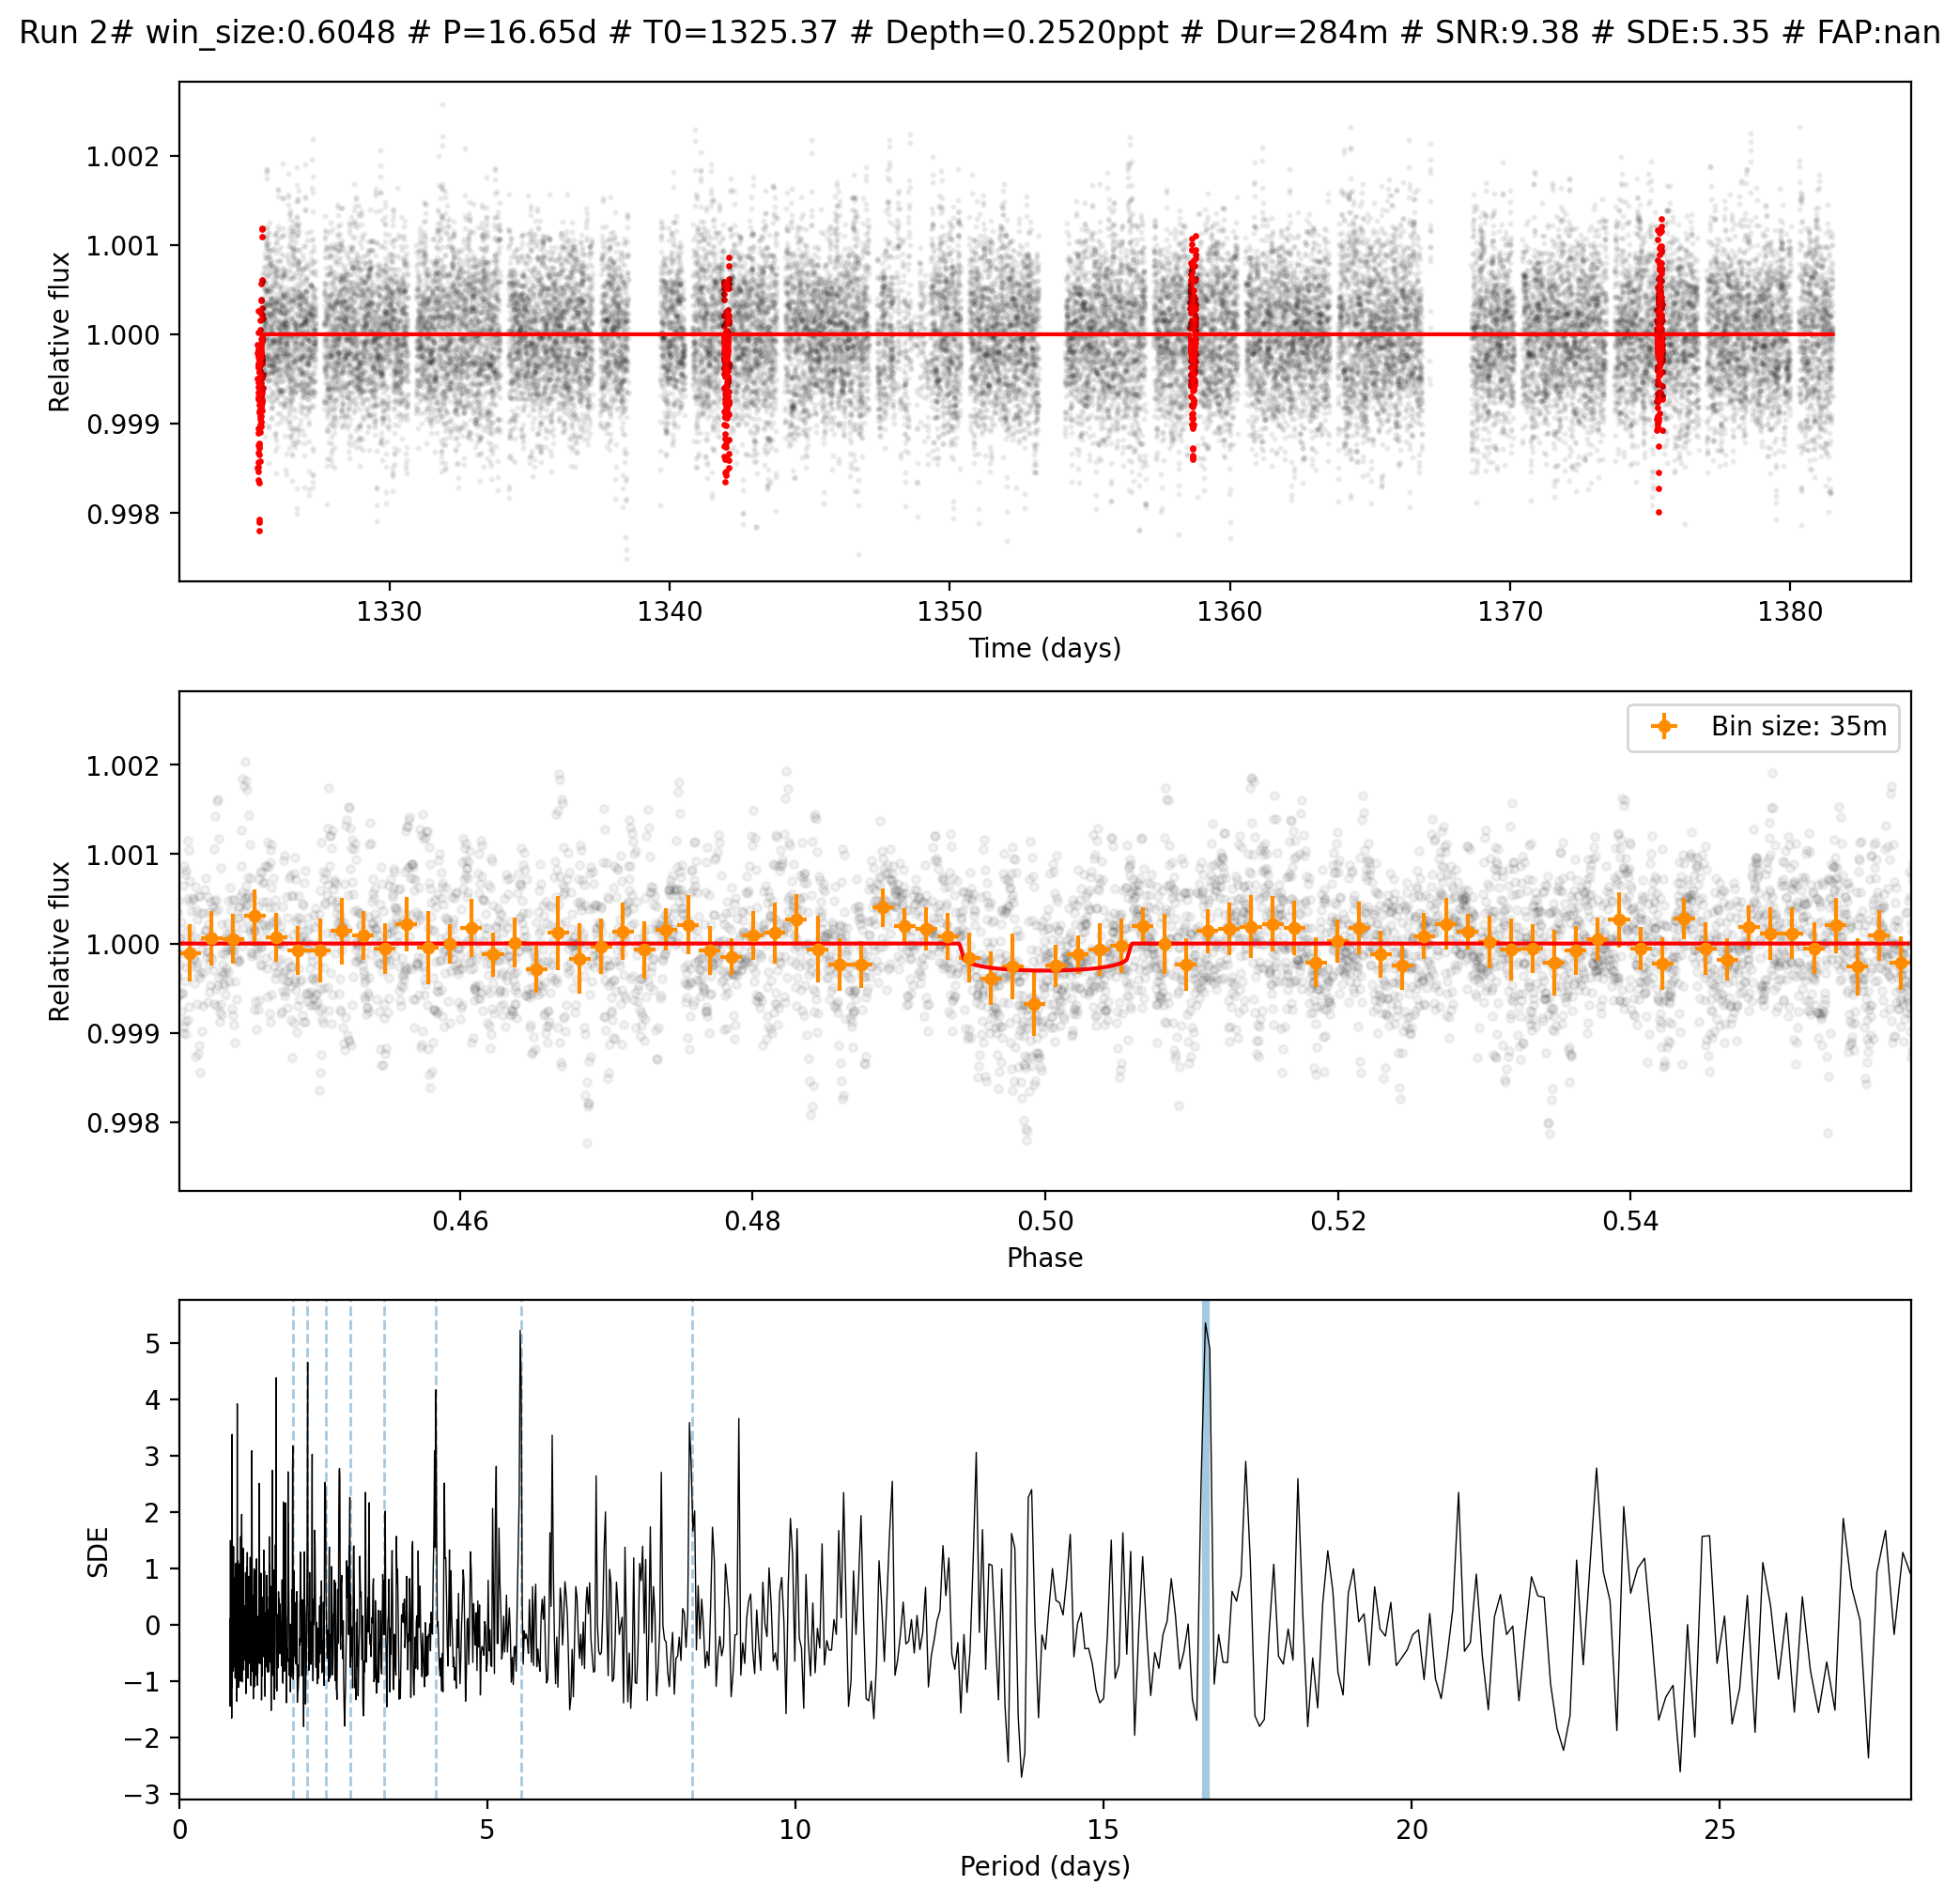 Run 2# win_size:0.6048 # P=16.65d # T0=1325.37 # Depth=0.2520ppt # Dur=284m # SNR:9.38 # SDE:5.35 # FAP:nan
1.002
1.001
1.000
0.999
0.998
Relative flux
1330 1340 1350 1360 1370 1380
Time (days)
Bin size: 35m
1.002
1.001
1.000
0.999
0.998
Relative flux
0.46 0.48 0.50 0.52 0.54
Phase
5
4
3
2
1
0
−1
−2
−3
SDE
0 5 10 15 20 25
Period (days)